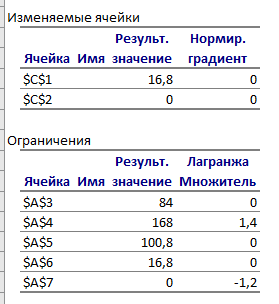 Изменяемые ячейки
Результ. Нормир.
Ячейка Имя значение градиент
$C$1 16,8 0
$C$2 0 0
Ограничения
Результ. Лагранжа
Ячейка Имя значение Множитель
$A$3 84 0
$A$4 168 1,4
$A$5 100,8 0
$A$6 16,8 0
$A$7 0 -1,2